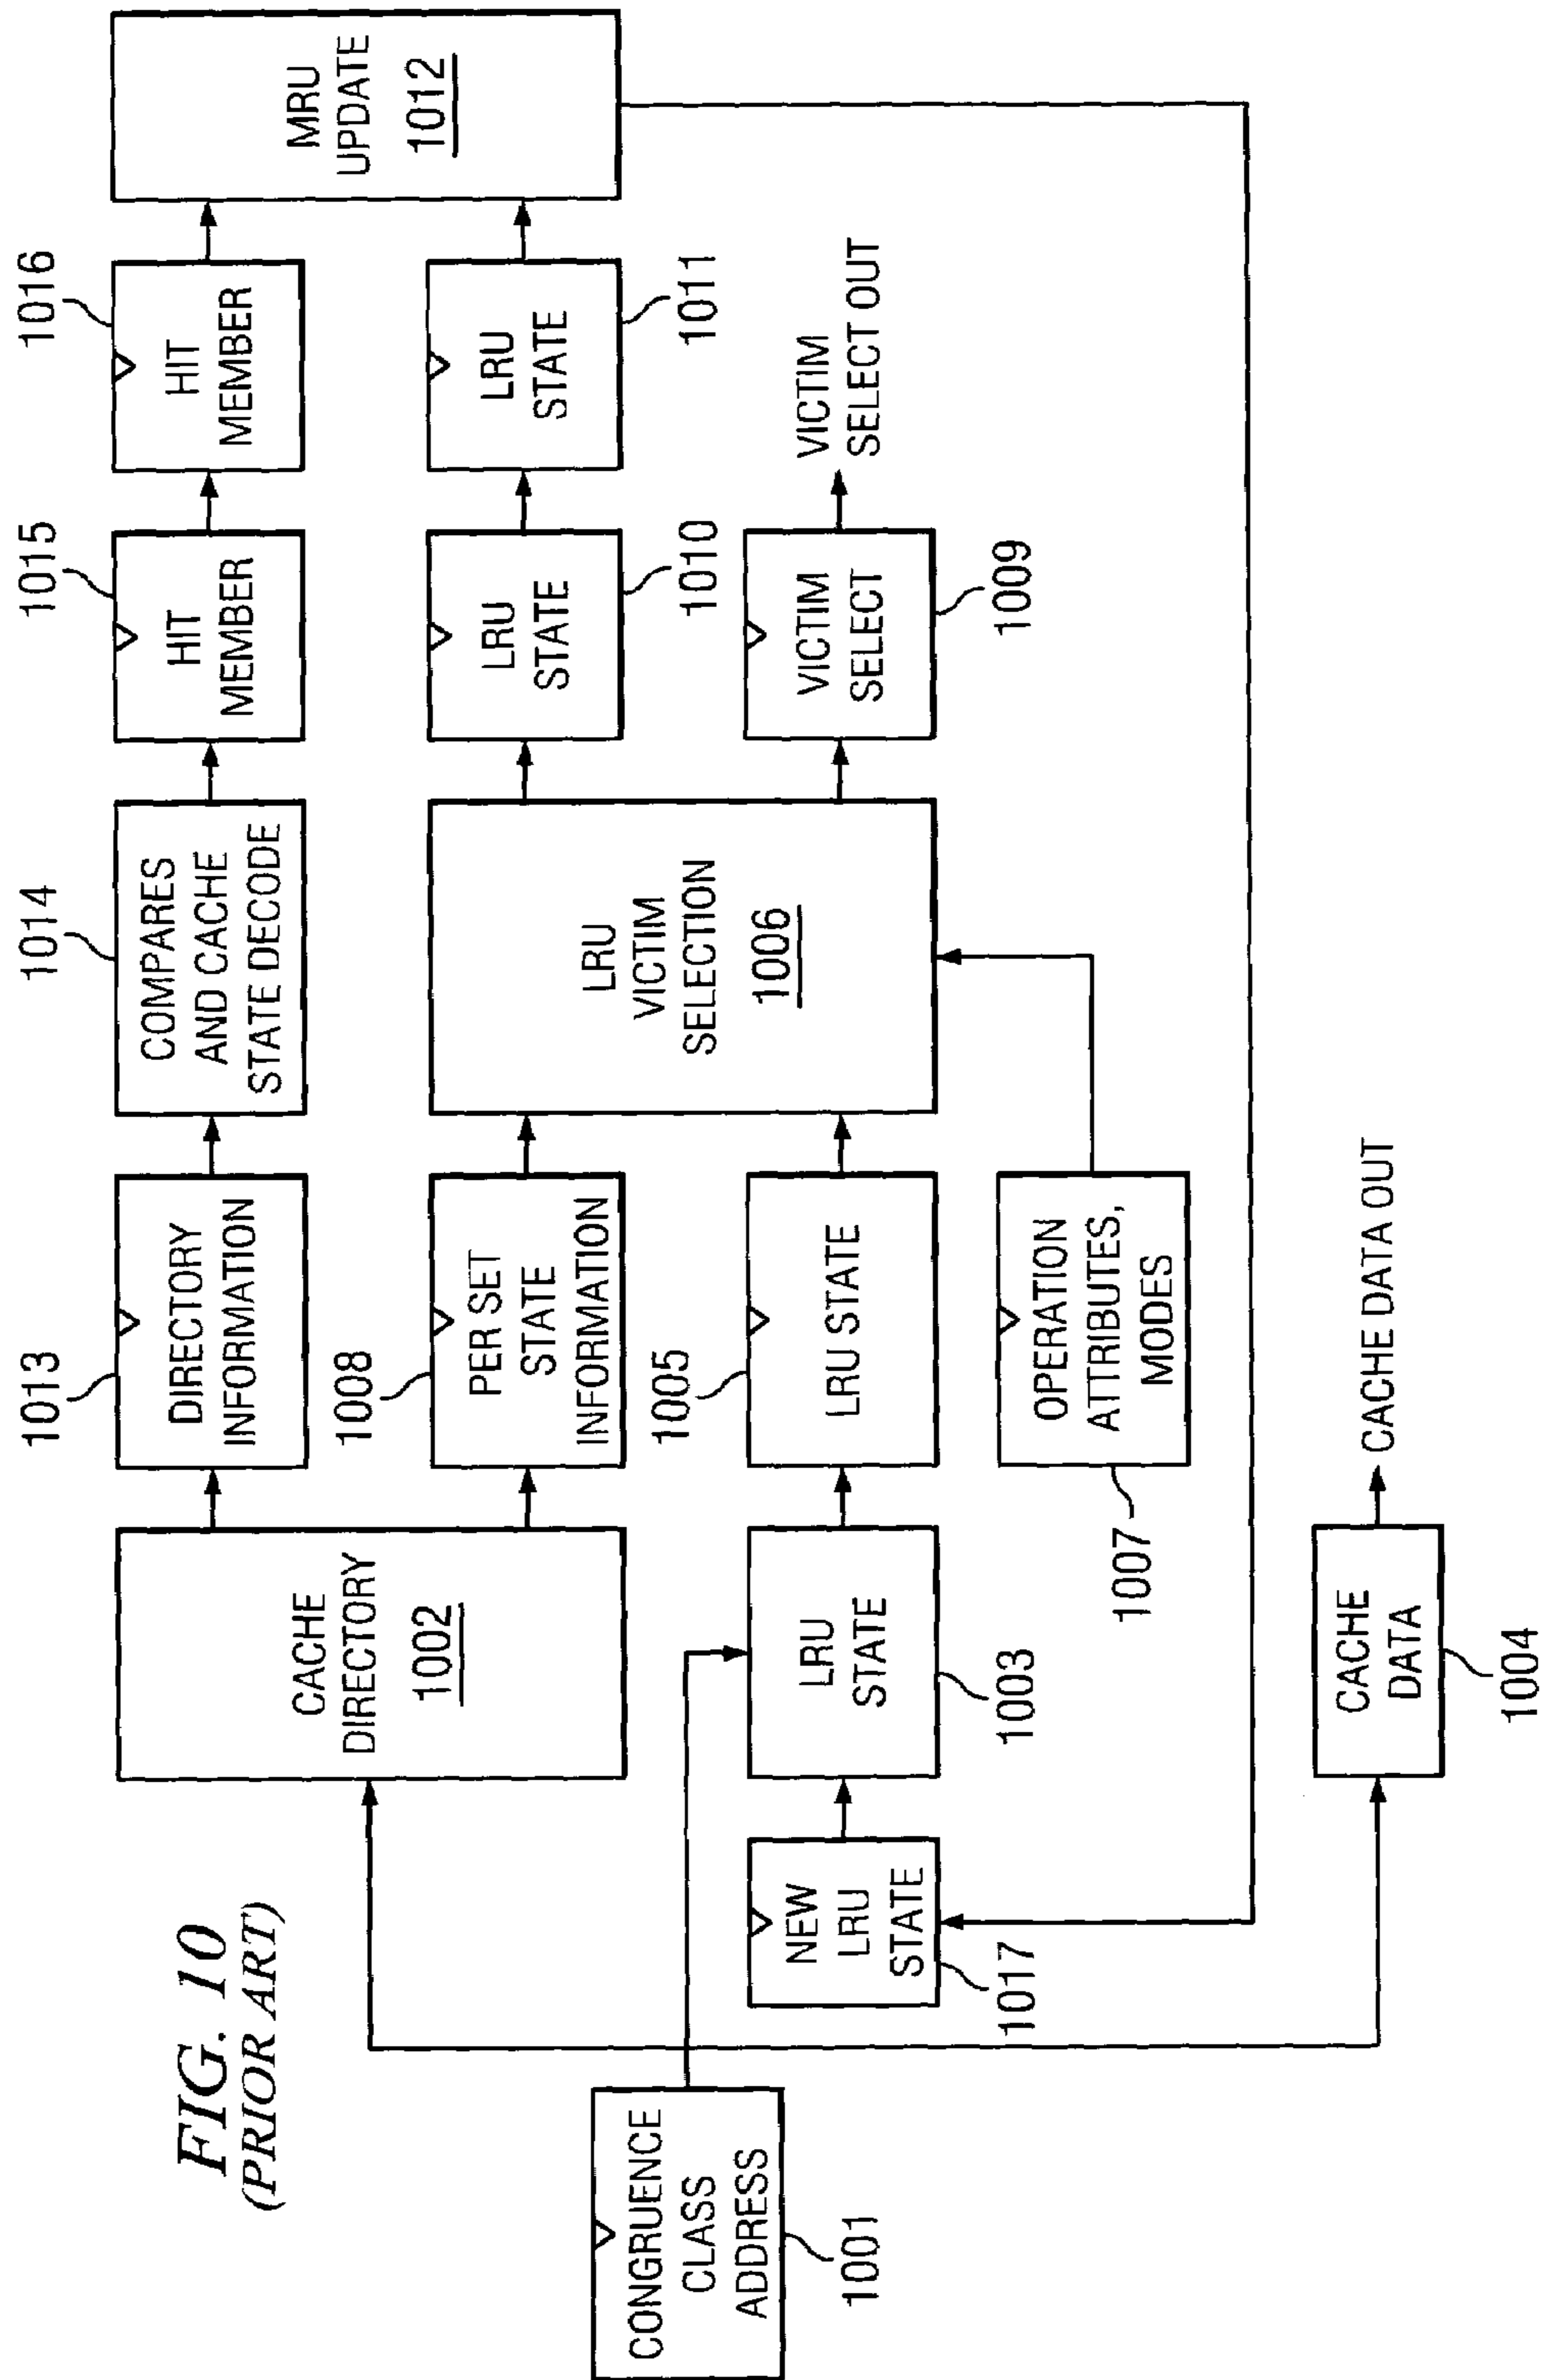 FIG. 10
(PRIOR ART)
CONGRUENCE
CLASS
ADDRESS
1001
CACHE
DIRECTORY
1002
NEW
LRU
STATE
1017
LRU
STATE
1003
CACHE
DATA
1004
CACHE DATA OUT
1013
DIRECTORY
INFORMATION
1008
PER SET
STATE
INFORMATION
1005
LRU STATE
OPERATION
ATTRIBUTES,
MODES
1007
1014
COMPARES
AND CACHE
STATE DECODE
LRU
VICTIM
SELECTION
1006
1015
HIT
MEMBER
LRU
STATE
1010
VICTIM
SELECT
1009
VICTIM
SELECT OUT
1016
HIT
MEMBER
LRU
STATE
1011
MRU
UPDATE
1012